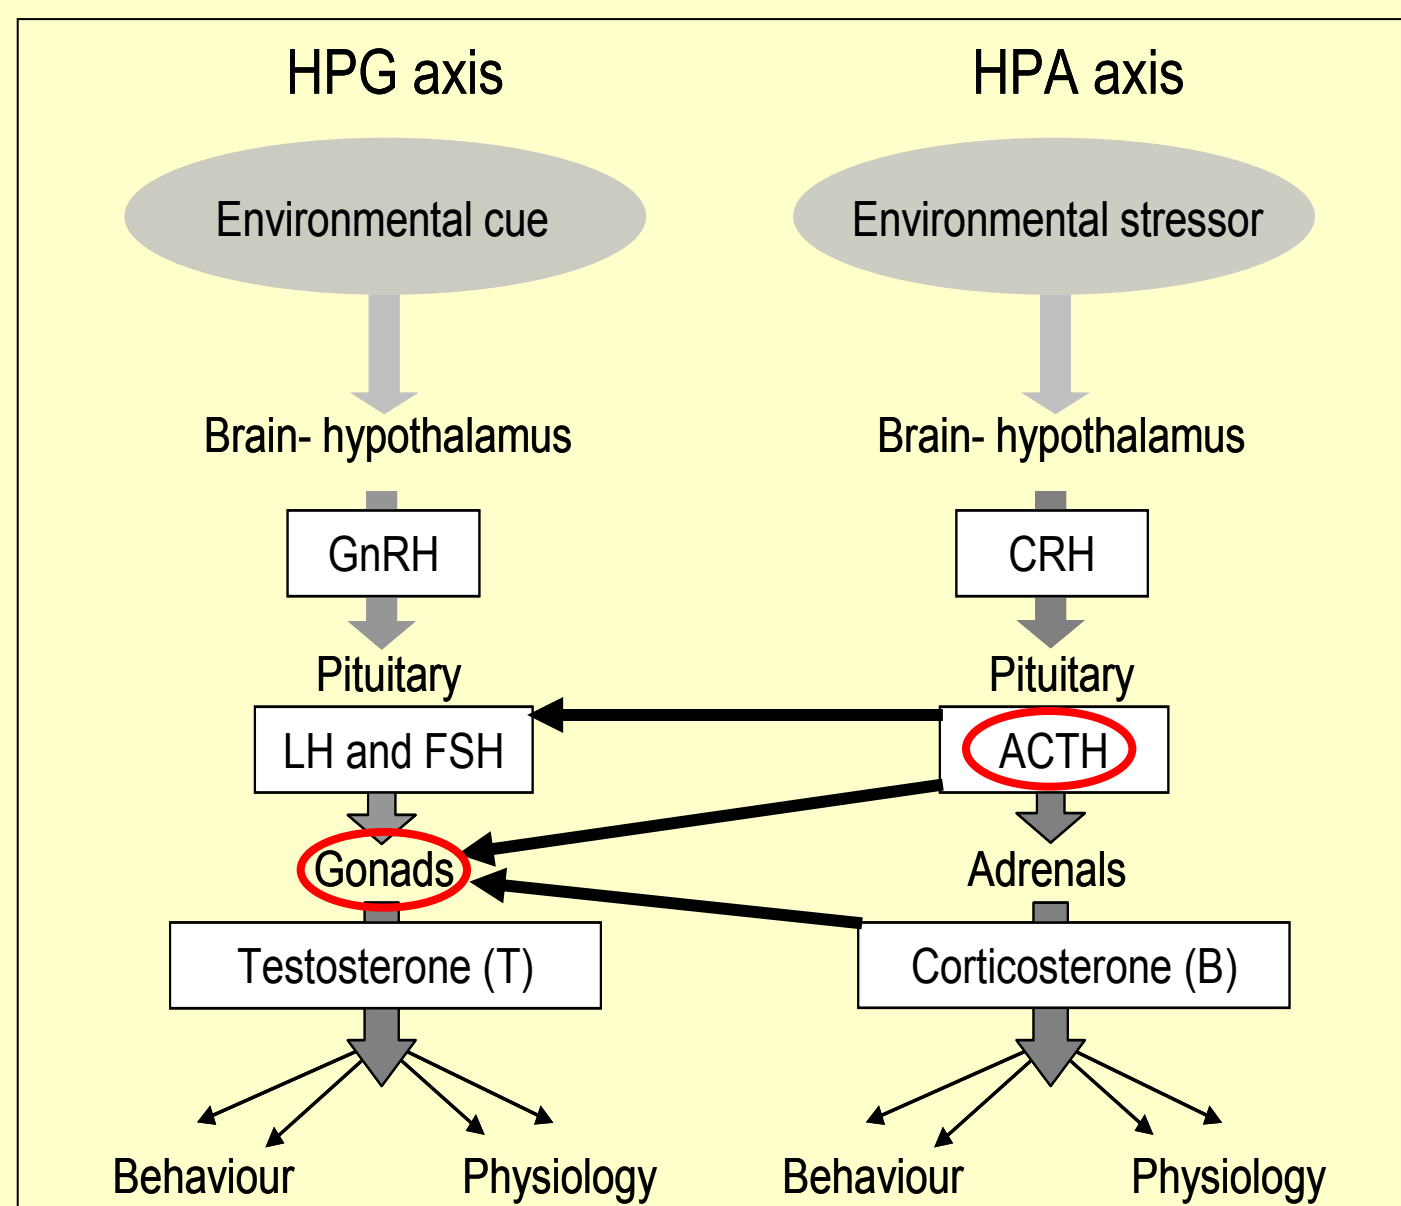 HPG axis
HPA axis
Environmental cue
Environmental stressor
Brain- hypothalamus
Brain- hypothalamus
GnRH
CRH
Pituitary
Pituitary
LH and FSH
ACTH
Gonads
Adrenals
Testosterone (T)
Corticosterone (B)
Behaviour
Physiology
Behaviour
Physiology